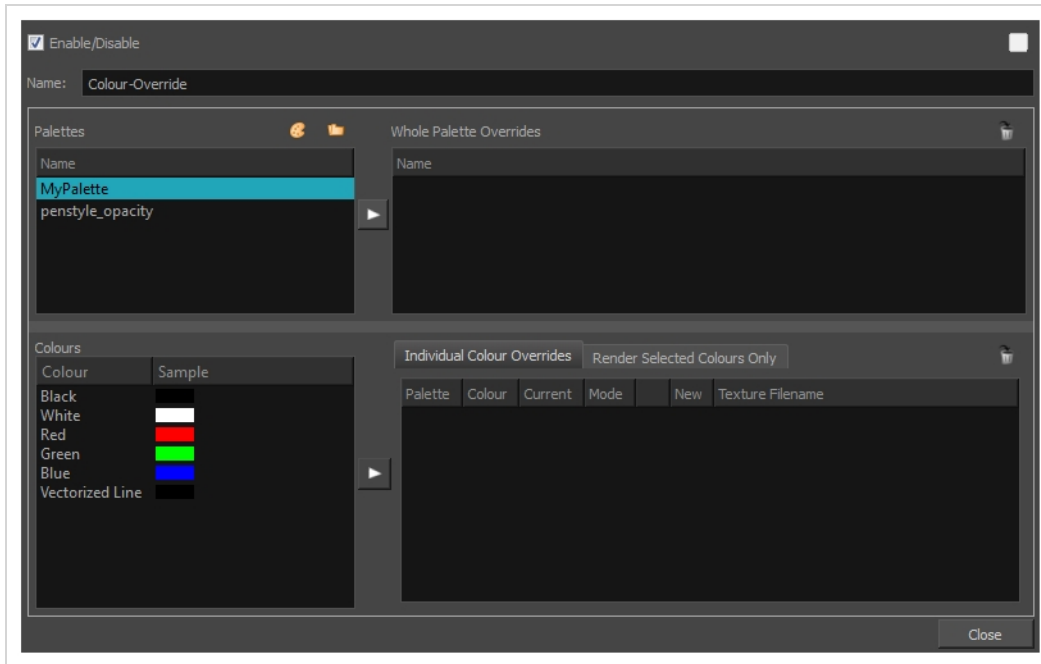 Enable/Disable
Name: Colour-Override
Palettes
Whole Palette Overrides
Name
Name
MyPalette
penstyle_opacity
Colours
Individual Colour Overrides Render Selected Colours Only
Colour Sample
Palette Colour Current Mode New Texture Filename
Black
White
Red
Green
Blue
Vectorized Line
Close